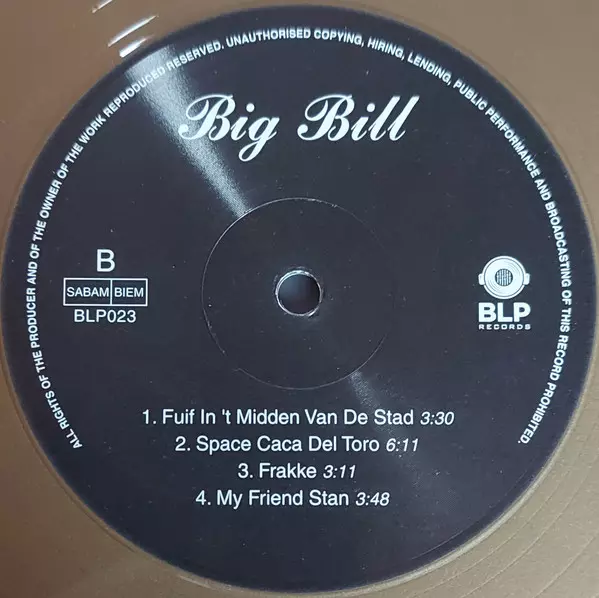 ALL RIGHTS OF THE PRODUCER AND OF THE OWNER OF THE WORK REPRODUCED RESERVED. UNAUTHORISED COPYING, HIRING, LENDING, PUBLIC PERFORMANCE AND BROADCASTING OF THIS RECORD PROHIBITED.
Big Bill
B
SABAM BIEM
BLP023
BLP
RECORDS
1. Fuif In 't Midden Van De Stad 3:30
2. Space Caca Del Toro 6:11
3. Frakke 3:11
4. My Friend Stan 3:48